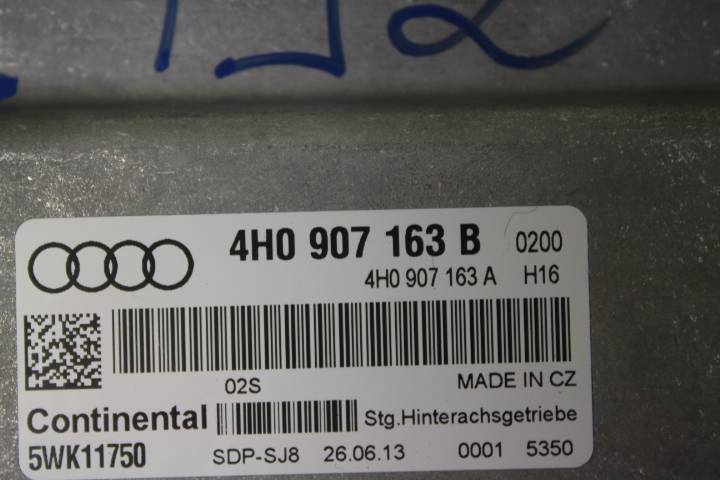 4H0 907 163 B 0200
4H0 907 163 A H16
02S MADE IN CZ
Continental Stg.Hinterachsgetriebe
5WK11750 SDP-SJ8 26.06.13 0001 5350